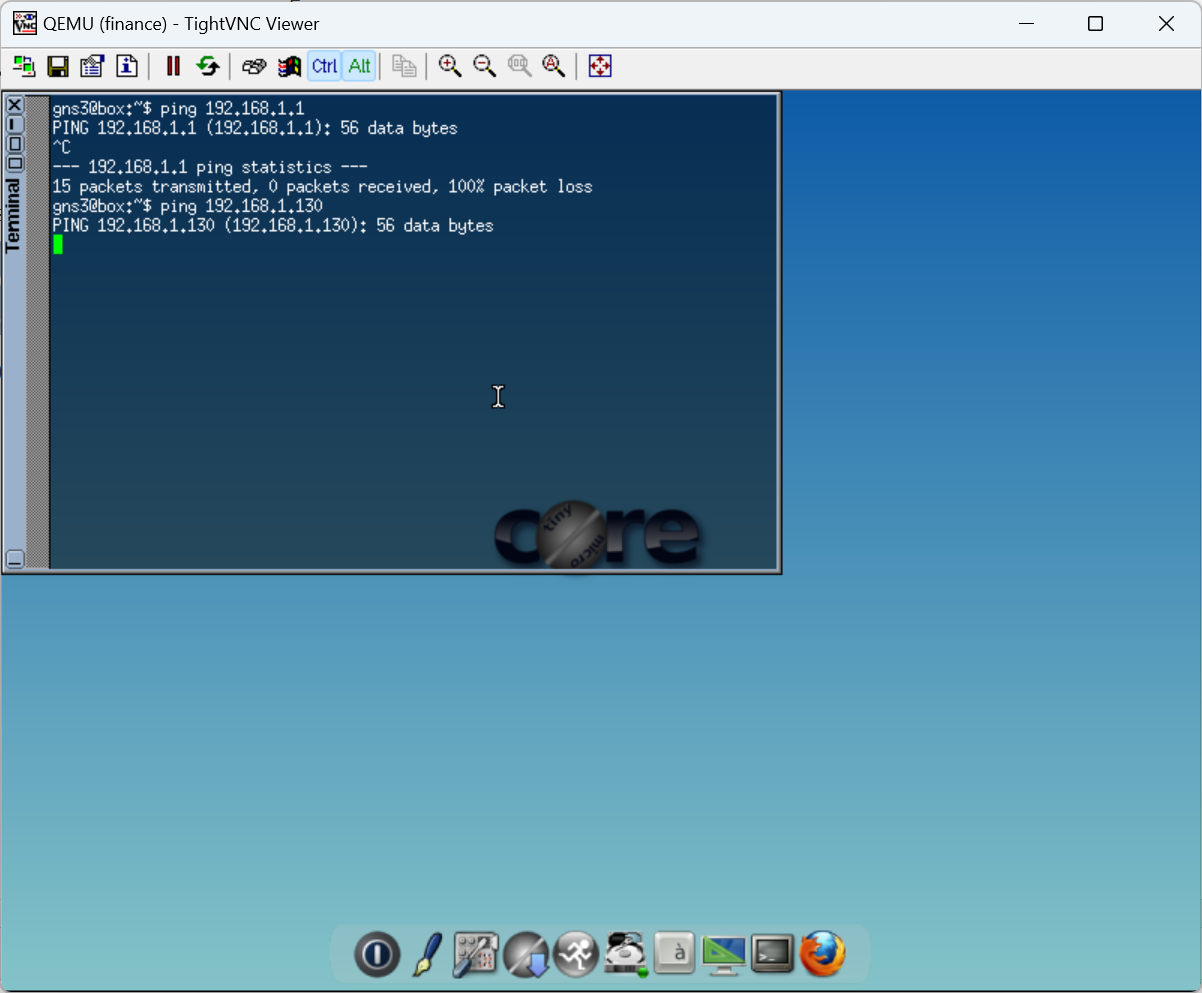 QEMU (finance) - TightVNC Viewer
Ctrl Alt
Terminal
gns3@box:~$ ping 192.168.1.1
PING 192.168.1.1 (192.168.1.1): 56 data bytes
^C
--- 192.168.1.1 ping statistics ---
15 packets transmitted, 0 packets received, 100% packet loss
gns3@box:~$ ping 192.168.1.130
PING 192.168.1.130 (192.168.1.130): 56 data bytes
core
tiny
micro
à